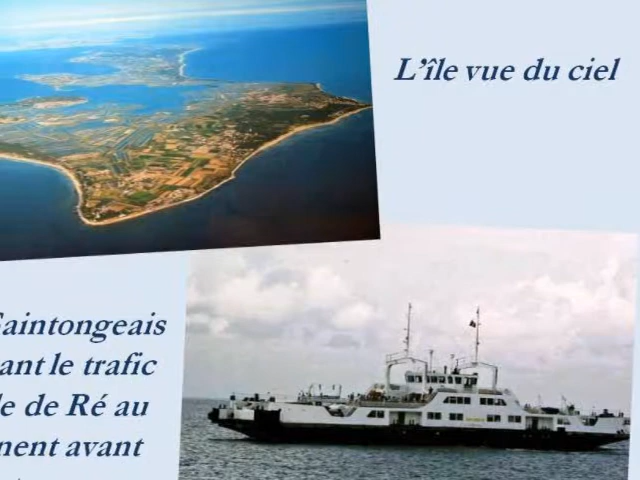 L'île vue du ciel
Saintongeais
ant le trafic
le de Ré au
nent avant